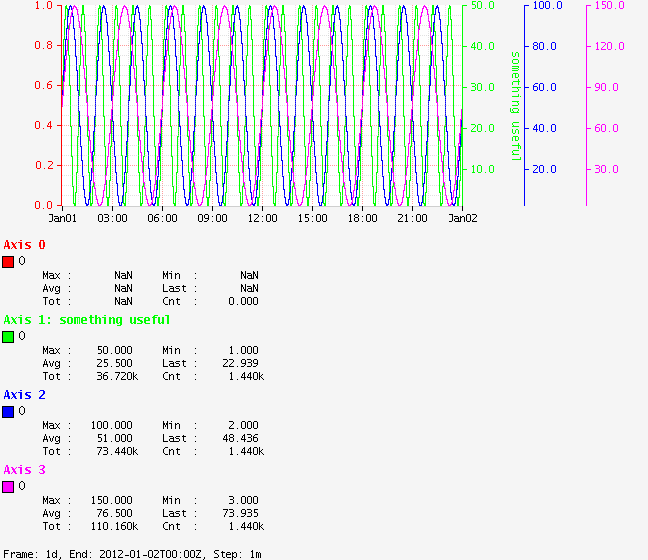 1.0 50.0 100.0 150.0
0.8 40.0 80.0 120.0
0.6 30.0 60.0 90.0
0.4 20.0 40.0 60.0
0.2 10.0 20.0 30.0
0.0
something useful
Jan01 03:00 06:00 09:00 12:00 15:00 18:00 21:00 Jan02
Axis 0
0
Max : NaN Min : NaN
Avg : NaN Last : NaN
Tot : NaN Cnt : 0.000
Axis 1: something useful
0
Max : 50.000 Min : 1.000
Avg : 25.500 Last : 22.939
Tot : 36.720k Cnt : 1.440k
Axis 2
0
Max : 100.000 Min : 2.000
Avg : 51.000 Last : 48.436
Tot : 73.440k Cnt : 1.440k
Axis 3
0
Max : 150.000 Min : 3.000
Avg : 76.500 Last : 73.935
Tot : 110.160k Cnt : 1.440k
Frame: 1d, End: 2012-01-02T00:00Z, Step: 1m